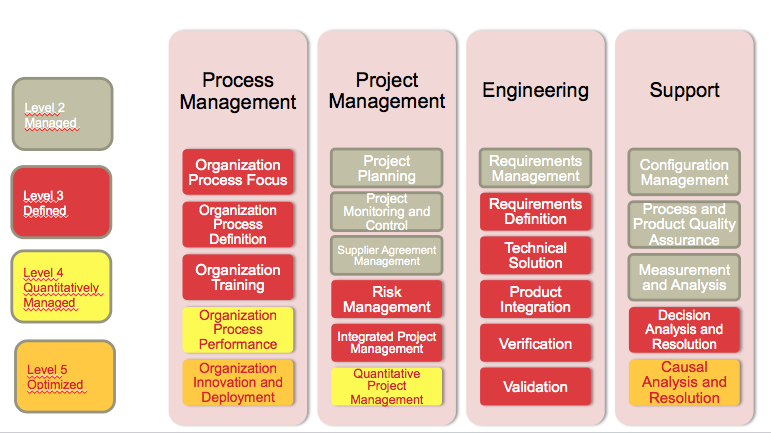 Level 2
Managed
Level 3
Defined
Level 4
Quantitatively
Managed
Level 5
Optimized
Process
Management
Organization
Process Focus
Organization
Process
Definition
Organization
Training
Organization
Process
Performance
Organization
Innovation and
Deployment
Project
Management
Project
Planning
Project
Monitoring and
Control
Supplier Agreement
Management
Risk
Management
Integrated Project
Management
Quantitative
Project
Management
Engineering
Requirements
Management
Requirements
Definition
Technical
Solution
Product
Integration
Verification
Validation
Support
Configuration
Management
Process and
Product Quality
Assurance
Measurement
and Analysis
Decision
Analysis and
Resolution
Causal
Analysis and
Resolution